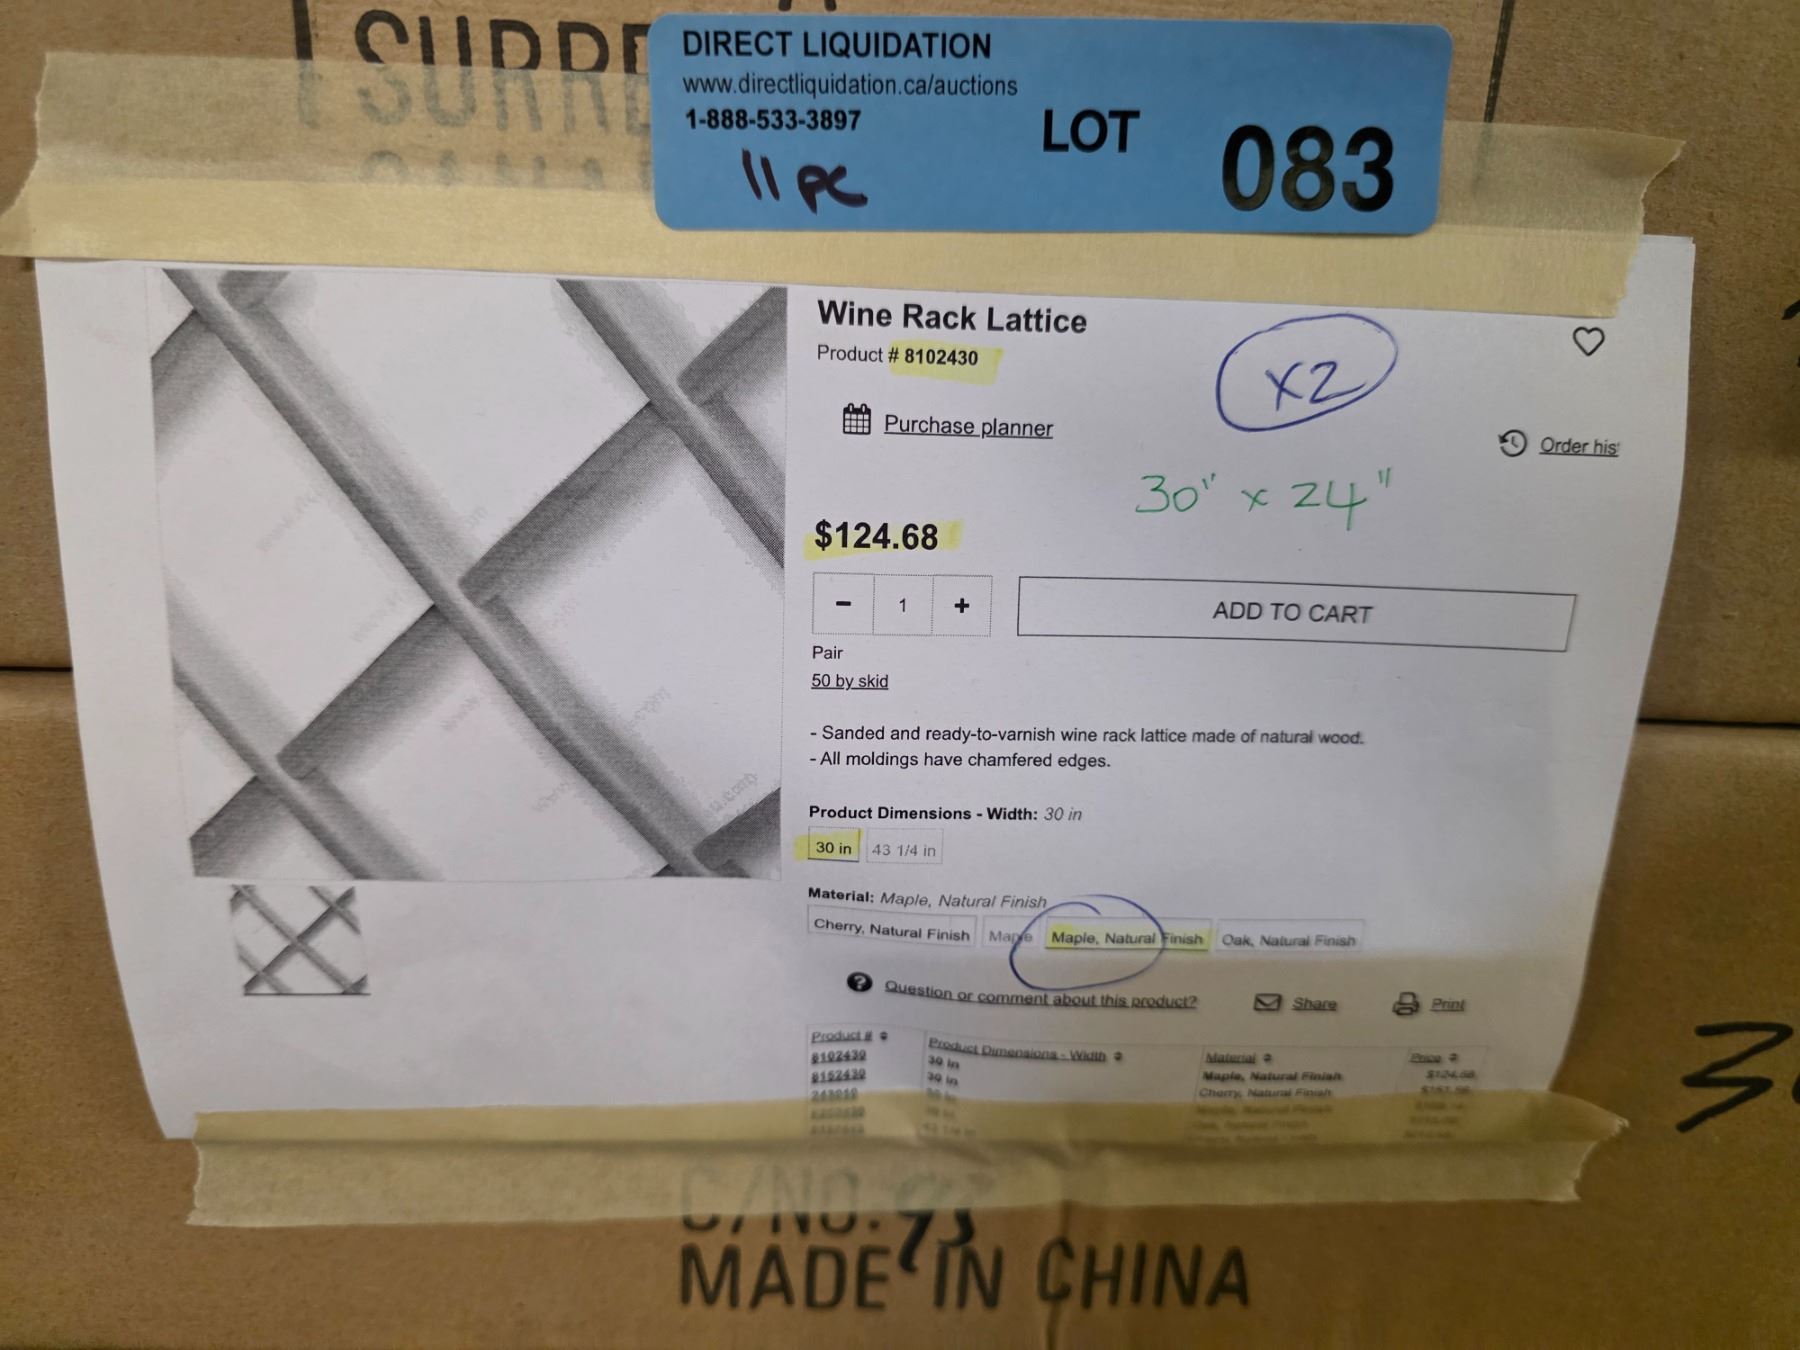 SURRE
DIRECT LIQUIDATION
www.directliquidation.ca/auctions
1-888-533-3897
11 pc
LOT 083
Wine Rack Lattice
Product # 8102430
x2
Purchase planner
Order his
30" x 24"
$124.68
- 1 +
ADD TO CART
Pair
50 by skid
- Sanded and ready-to-varnish wine rack lattice made of natural wood.
- All moldings have chamfered edges.
Product Dimensions - Width: 30 in
30 in 43 1/4 in
Material: Maple, Natural Finish
Cherry, Natural Finish Maple Maple, Natural Finish Oak, Natural Finish
Question or comment about this product? Share Print
Product # Product Dimensions - Width Material Price
8102430 30 in Maple, Natural Finish $124.68
8152430 30 in Cherry, Natural Finish
C/NO. 93
MADE IN CHINA